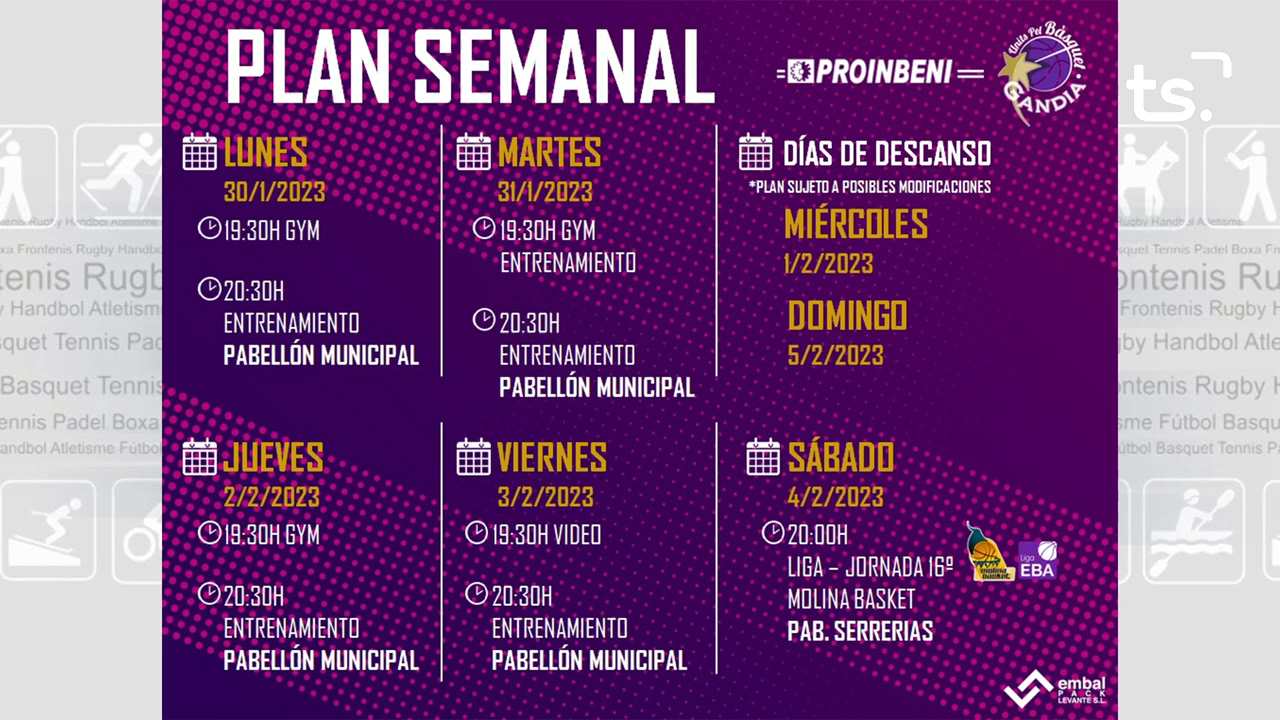 PLAN SEMANAL
PROINBENI
Units Pel Bàsquet
GANDIA
ts.
LUNES
30/1/2023
19:30H GYM
20:30H
ENTRENAMIENTO
PABELLÓN MUNICIPAL
MARTES
31/1/2023
19:30H GYM
ENTRENAMIENTO
20:30H
ENTRENAMIENTO
PABELLÓN MUNICIPAL
DÍAS DE DESCANSO
*PLAN SUJETO A POSIBLES MODIFICACIONES
MIÉRCOLES
1/2/2023
DOMINGO
5/2/2023
JUEVES
2/2/2023
19:30H GYM
20:30H
ENTRENAMIENTO
PABELLÓN MUNICIPAL
VIERNES
3/2/2023
19:30H VIDEO
20:30H
ENTRENAMIENTO
PABELLÓN MUNICIPAL
SÁBADO
4/2/2023
20:00H
LIGA – JORNADA 16º
MOLINA BASKET
PAB. SERRERIAS
molina
basket
Liga
EBA
embal
PACK
LEVANTE S.L.